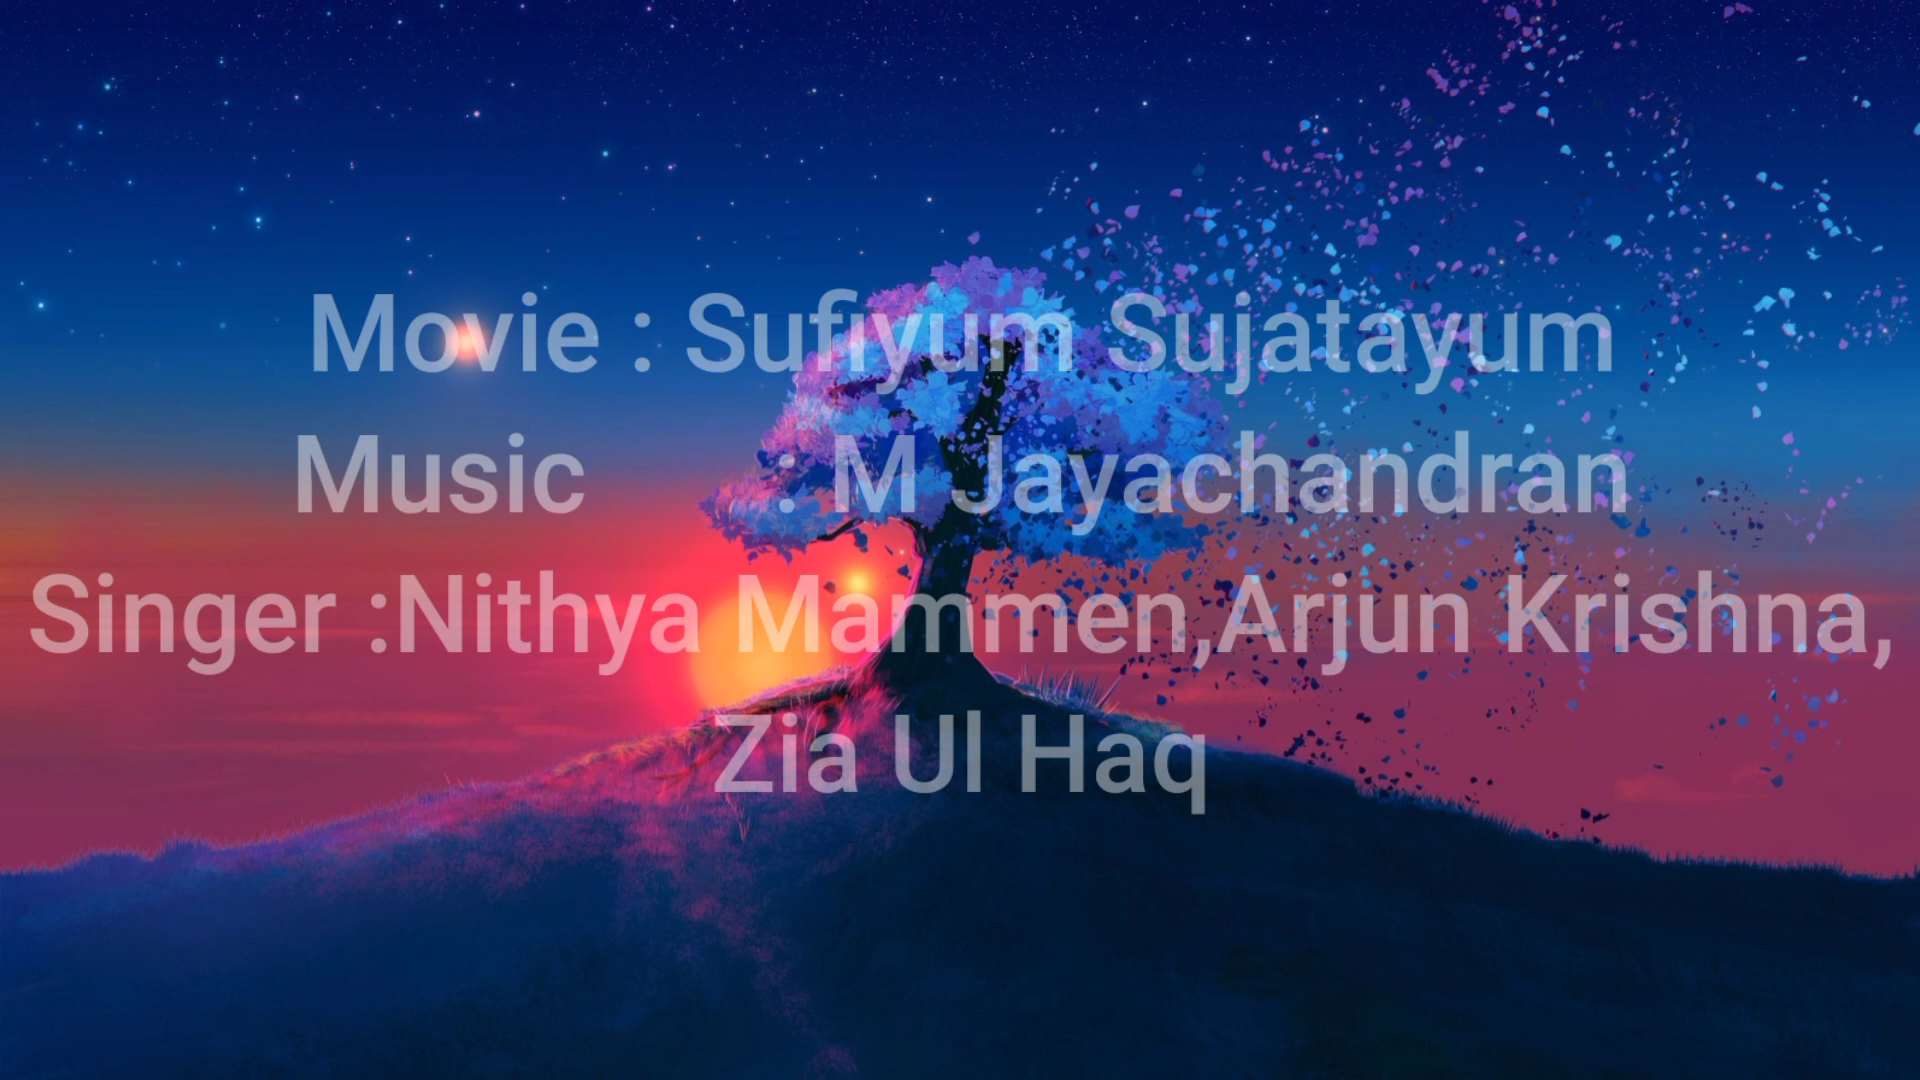 Movie : Sufiyum Sujatayum
Music : M Jayachandran
Singer :Nithya Mammen,Arjun Krishna,
Zia Ul Haq